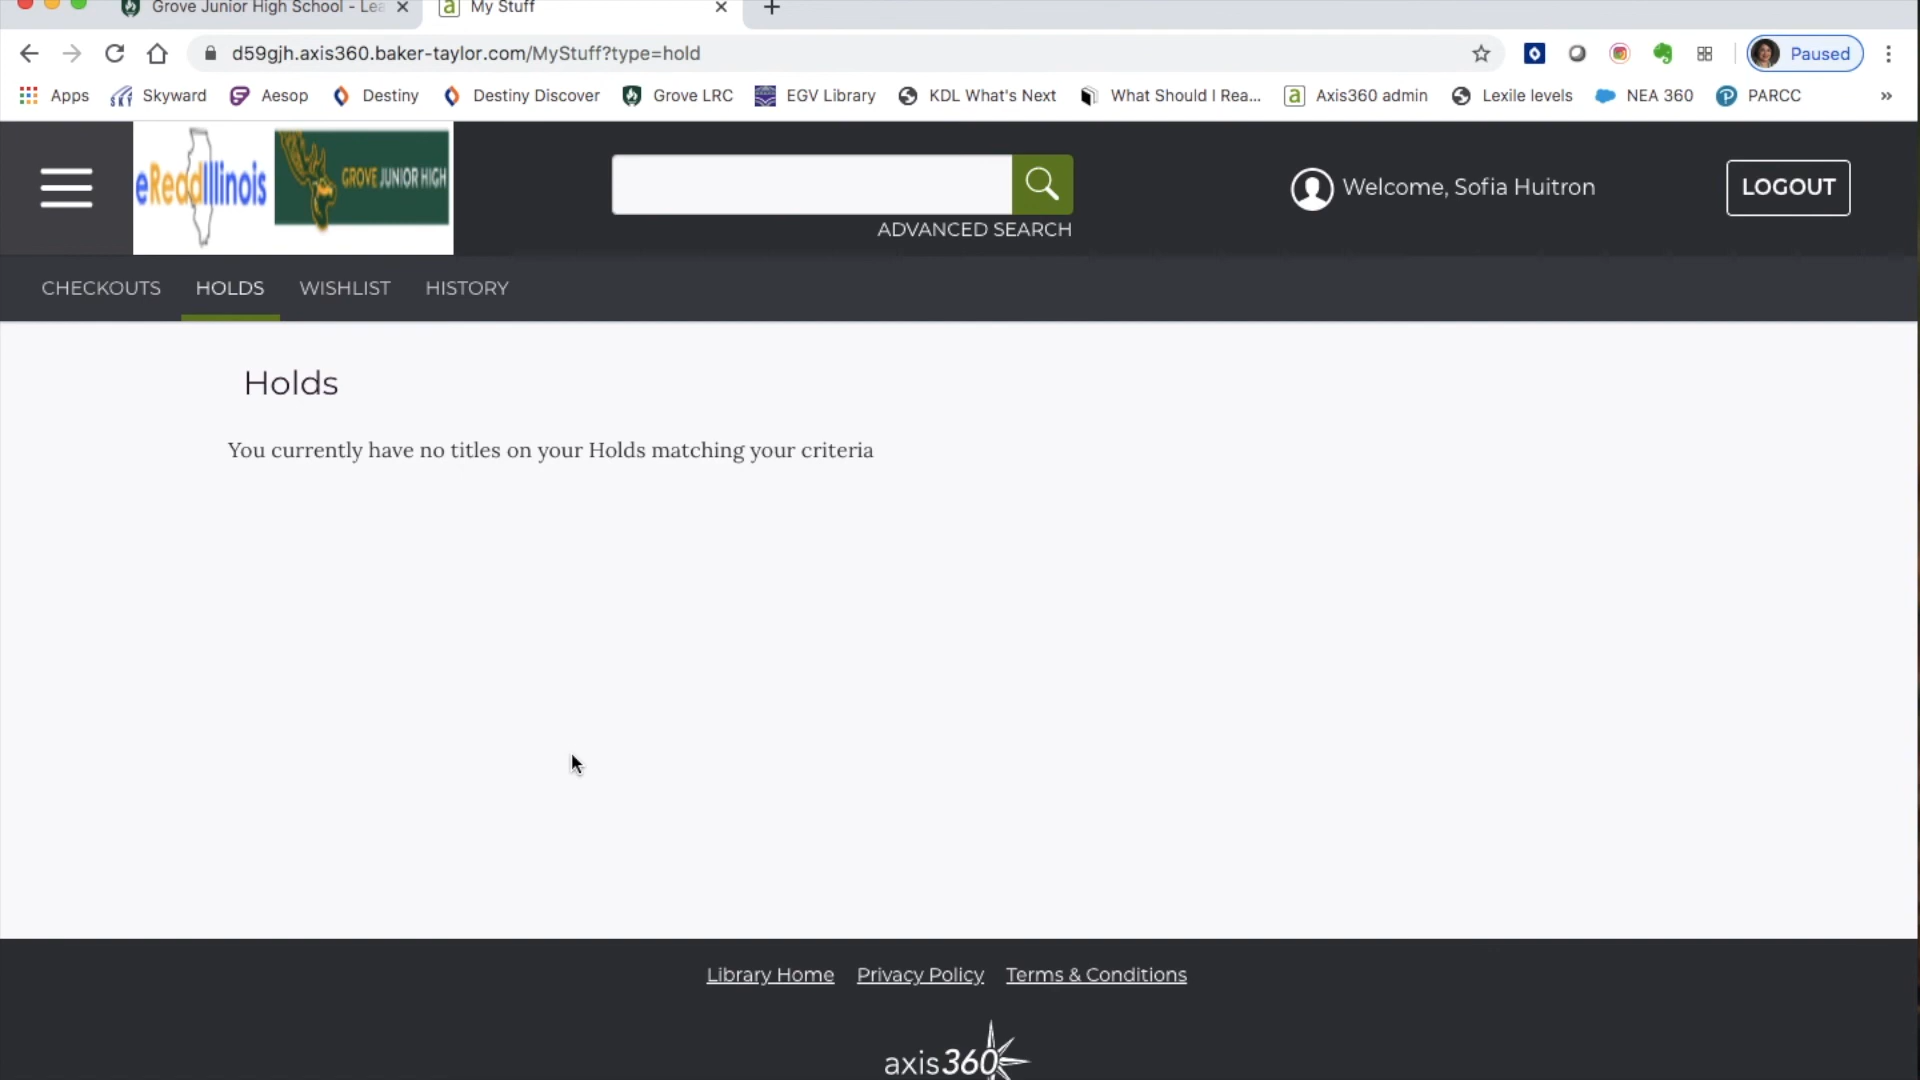 Grove Junior High School - Lea
My Stuff
d59gjh.axis360.baker-taylor.com/MyStuff?type=hold
Paused
Apps
Skyward
Aesop
Destiny
Destiny Discover
Grove LRC
EGV Library
KDL What's Next
What Should I Rea...
Axis360 admin
Lexile levels
NEA 360
PARCC
»
eReadIllinois
GROVE JUNIOR HIGH
ADVANCED SEARCH
Welcome, Sofia Huitron
LOGOUT
CHECKOUTS
HOLDS
WISHLIST
HISTORY
Holds
You currently have no titles on your Holds matching your criteria
Library Home
Privacy Policy
Terms & Conditions
axis360